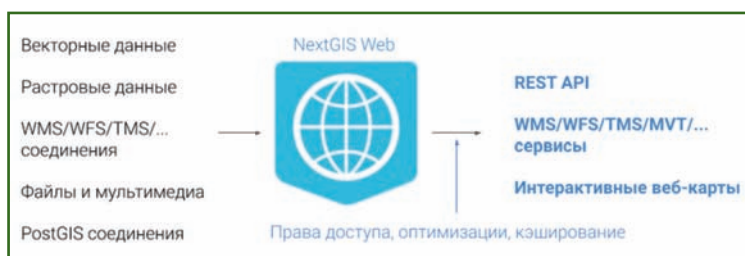 Векторные данные
Растровые данные
WMS/WFS/TMS/...
соединения
Файлы и мультимедиа
PostGIS соединения
NextGIS Web
Права доступа, оптимизации, кэширование
REST API
WMS/WFS/TMS/MVT/...
сервисы
Интерактивные веб-карты